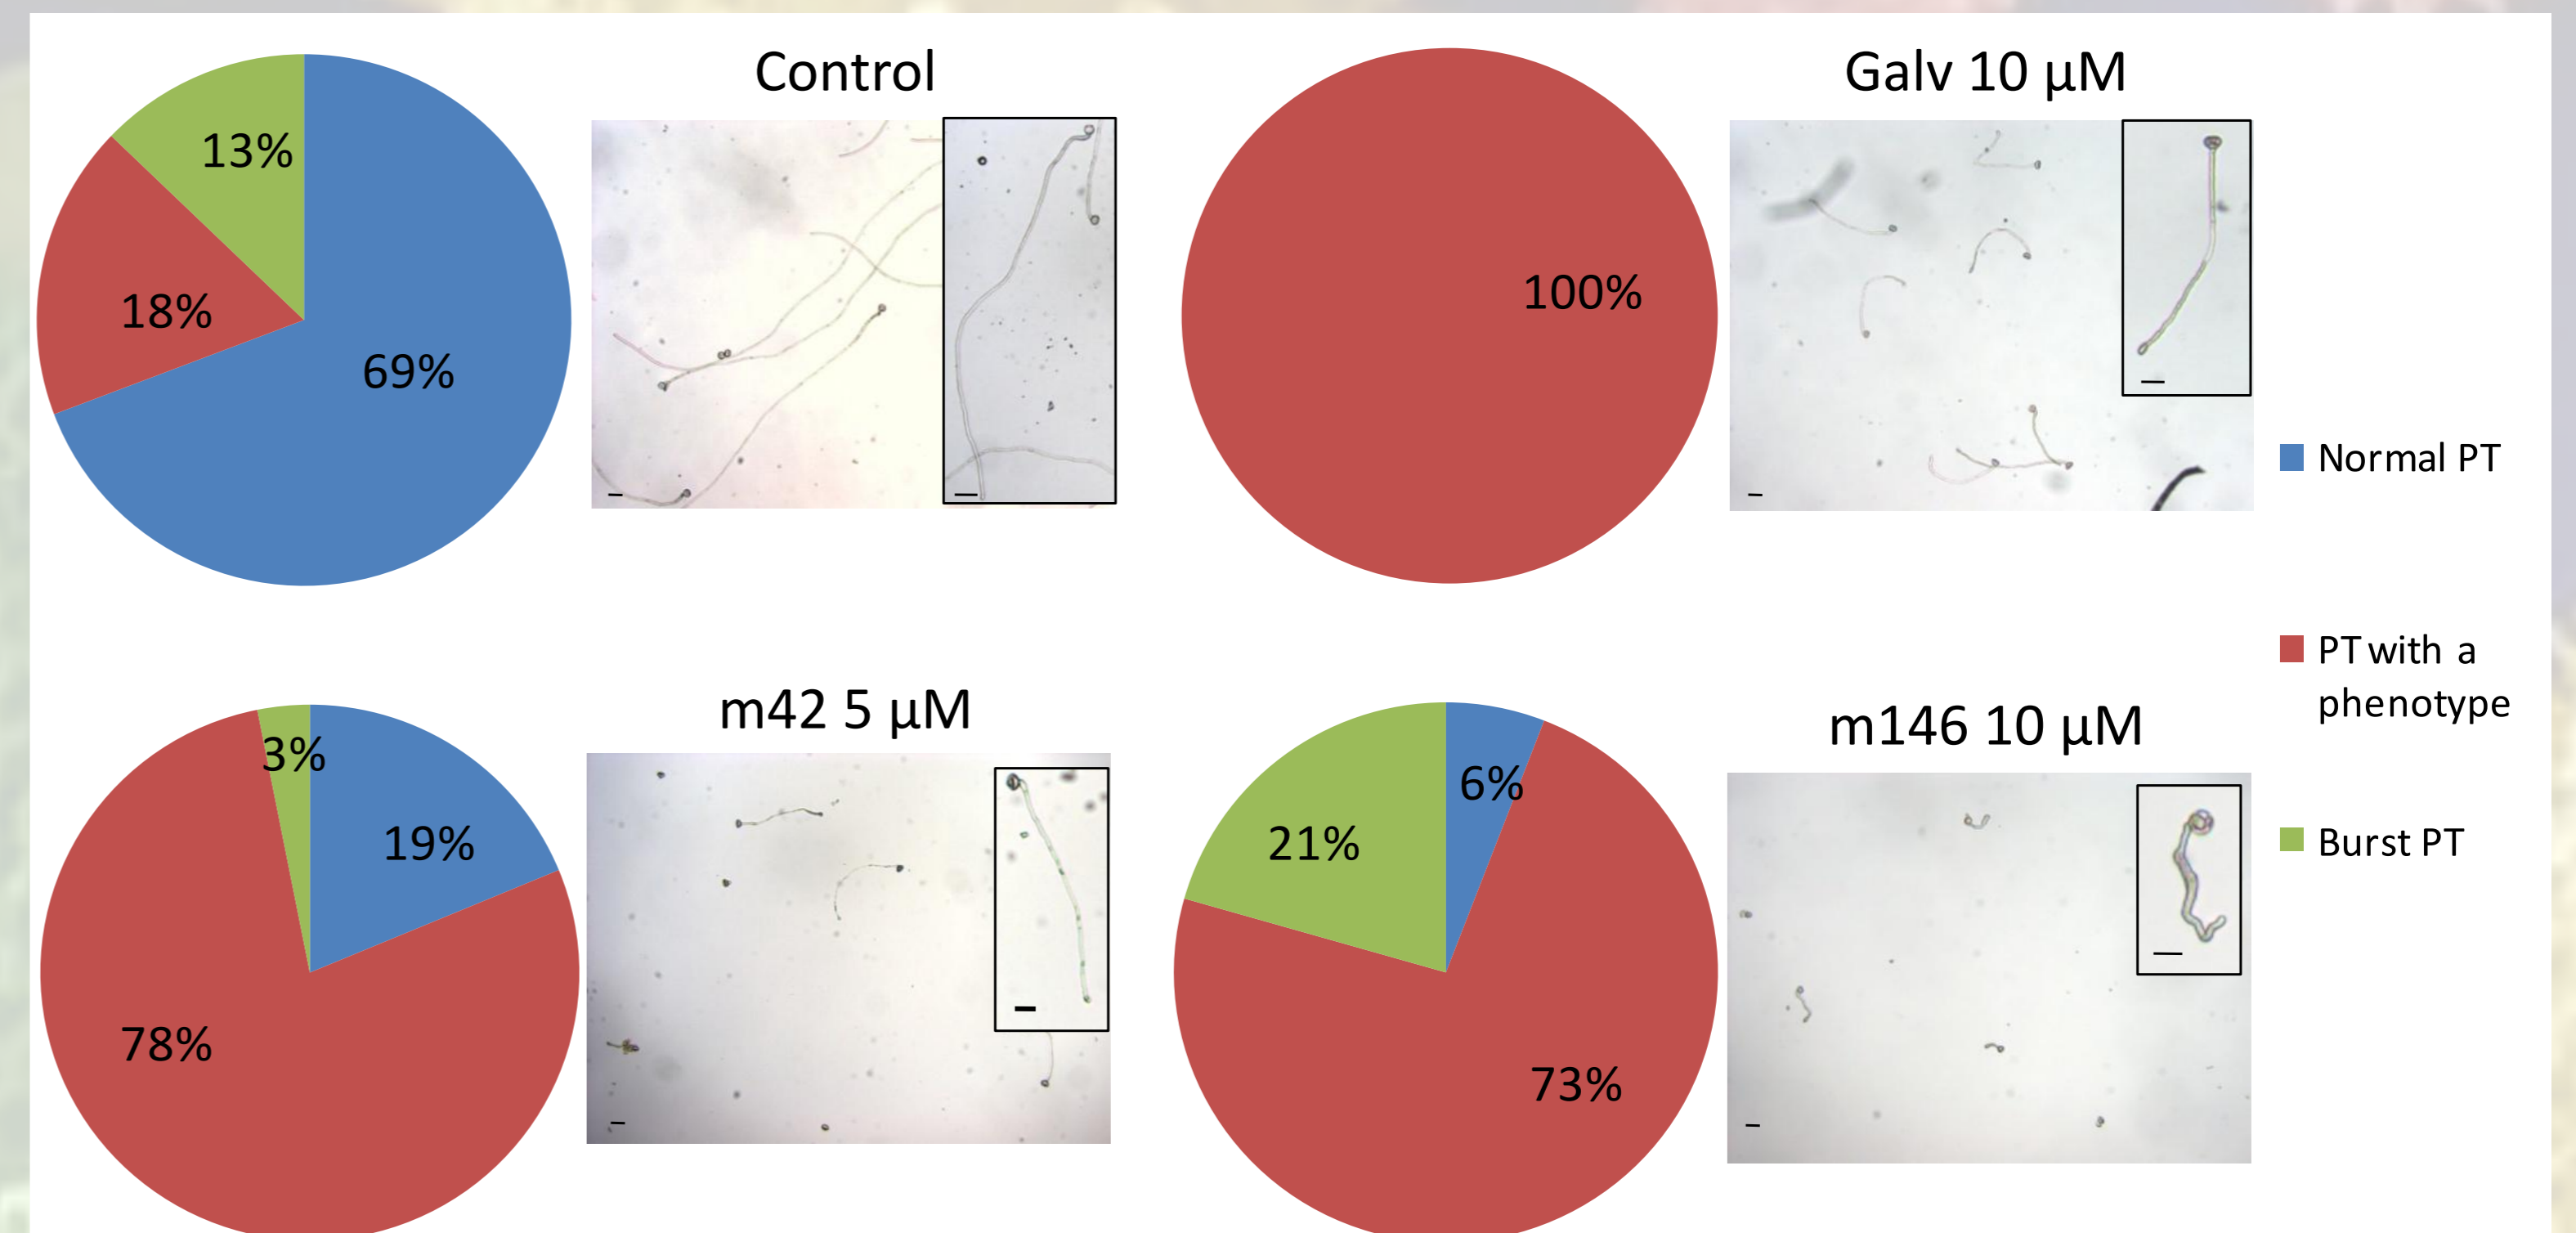 Control
13%
18%
69%
Galv 10 µM
100%
Normal PT
PT with a
phenotype
Burst PT
m42 5 µM
3%
19%
78%
m146 10 µM
6%
21%
73%